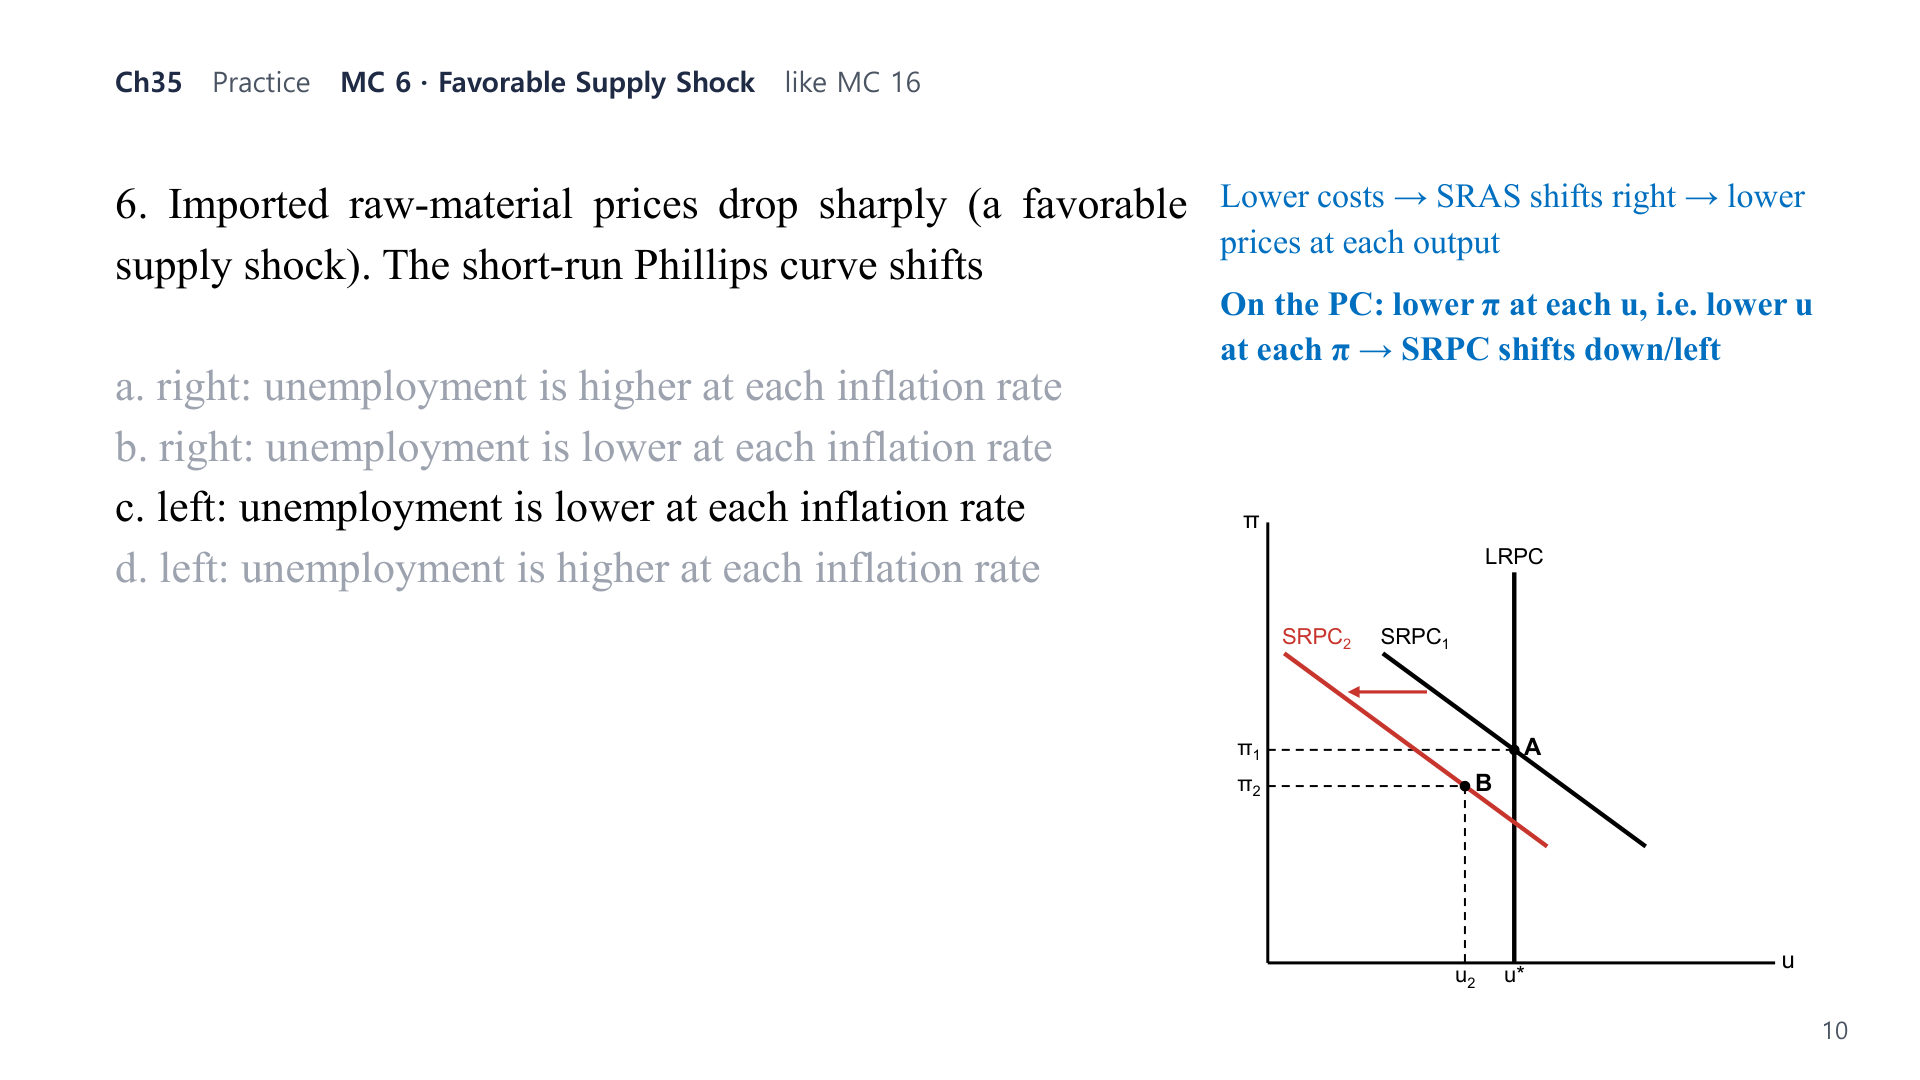 Ch35 Practice MC 6 · Favorable Supply Shock like MC 16
6. Imported raw-material prices drop sharply (a favorable
supply shock). The short-run Phillips curve shifts
a. right: unemployment is higher at each inflation rate
b. right: unemployment is lower at each inflation rate
c. left: unemployment is lower at each inflation rate
d. left: unemployment is higher at each inflation rate
Lower costs → SRAS shifts right → lower
prices at each output
On the PC: lower π at each u, i.e. lower u
at each π → SRPC shifts down/left
π
LRPC
SRPC₂ SRPC₁
π₁ A
π₂ B
u
u₂ u*
10